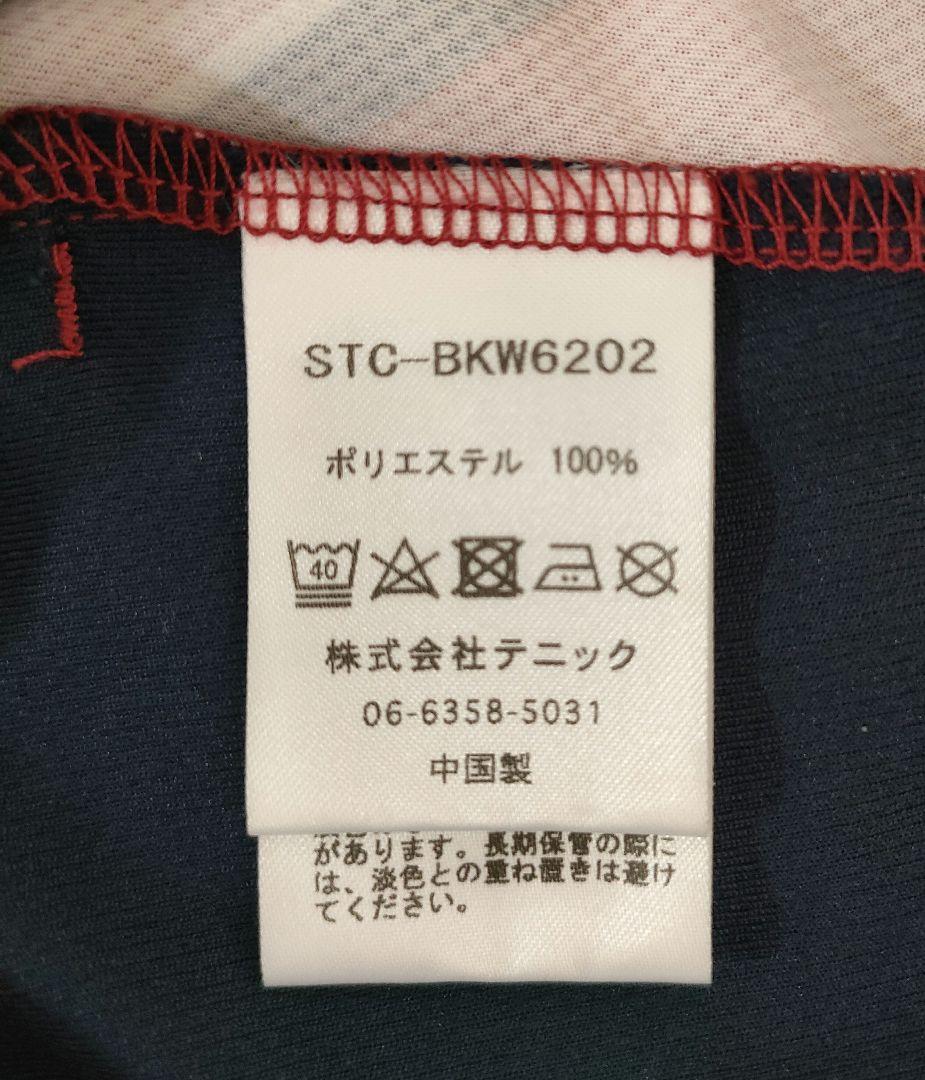 STC-BKW6202
ポリエステル 100%
40
株式会社テニック
06-6358-5031
中国製
があります。長期保管の際に
は、淡色との重ね置きは避け
てください。